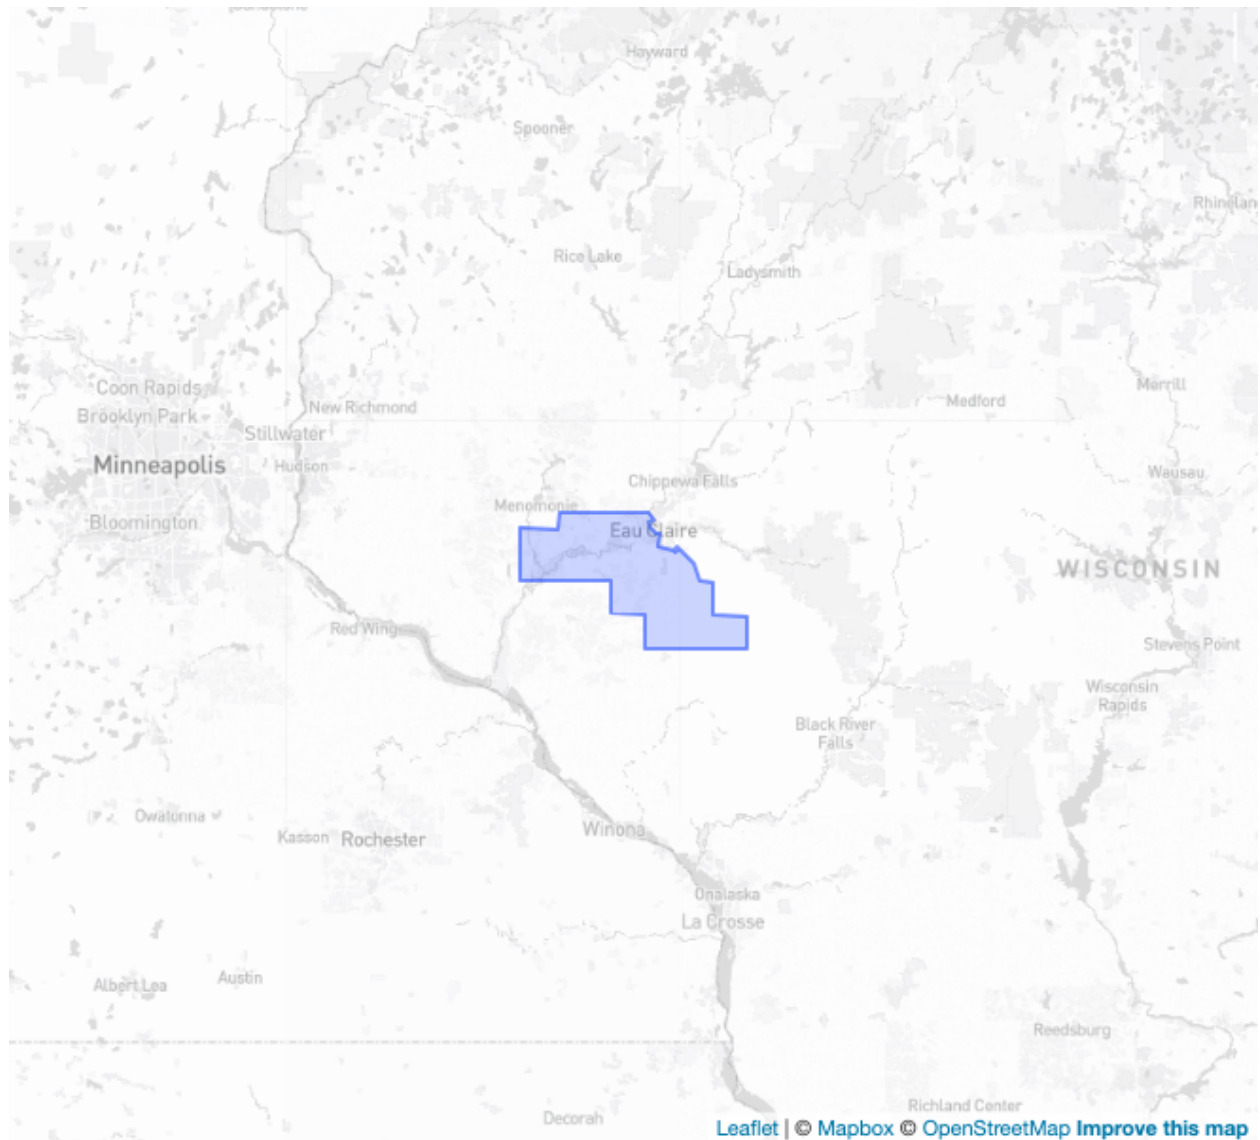 Hayward
Spooner
Rhinelan
Rice Lake
Ladysmith
Coon Rapids
Merrill
Brooklyn Park
New Richmond
Medford
Stillwater
Minneapolis
Hudson
Wausau
Chippewa Falls
Menomonie
Bloomington
Eau Claire
WISCONSIN
Red Wing
Stevens Point
Wisconsin
Rapids
Black River
Falls
Owatonna
Winona
Kasson
Rochester
Onalaska
La Crosse
Austin
Albert Lea
Reedsburg
Richland Center
Decorah
Leaflet | © Mapbox © OpenStreetMap Improve this map